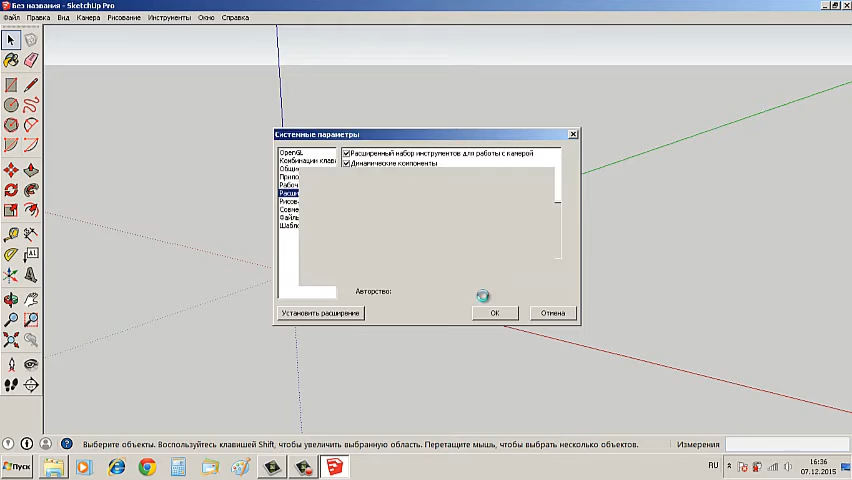 Без названия - SketchUp Pro
Файл Правка Вид Камера Рисование Инструменты Окно Справка
Системные параметры
OpenGL
Комбинации клав
Общие
Прило
Рабоч
Расши
Рисов
Совме
Файлы
Шабло
Расширенный набор инструментов для работы с камерой
Динамические компоненты
Авторство:
Установить расширение
OK
Отмена
Выберите объекты. Воспользуйтесь клавишей Shift, чтобы увеличить выбранную область. Перетащите мышь, чтобы выбрать несколько объектов.
Измерения
Пуск
RU
16:36
07.12.2015